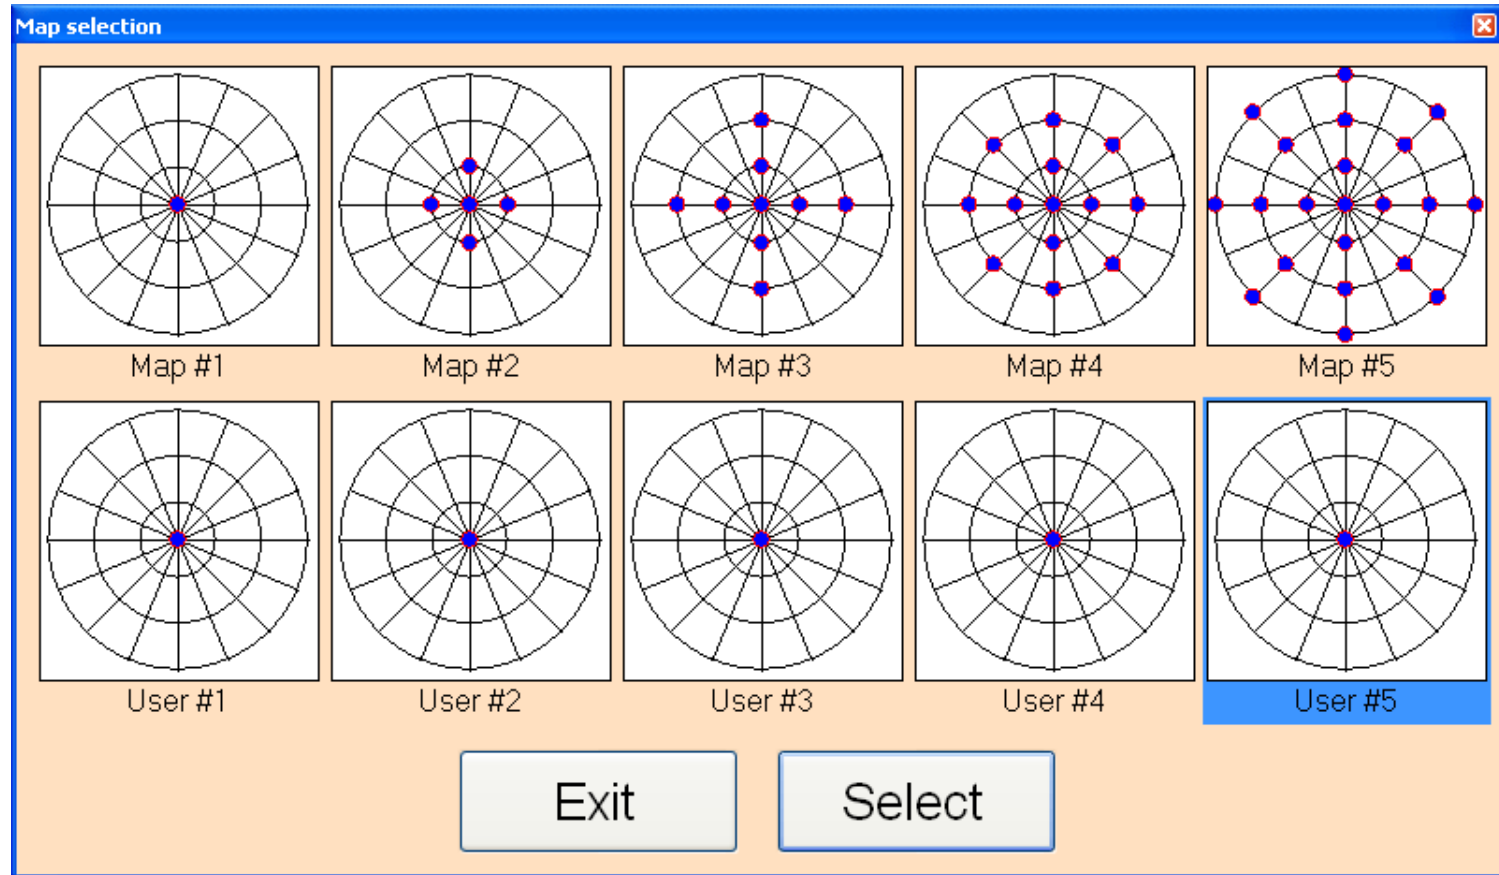 Map selection
Map #1
Map #2
Map #3
Map #4
Map #5
User #1
User #2
User #3
User #4
User #5
Exit
Select